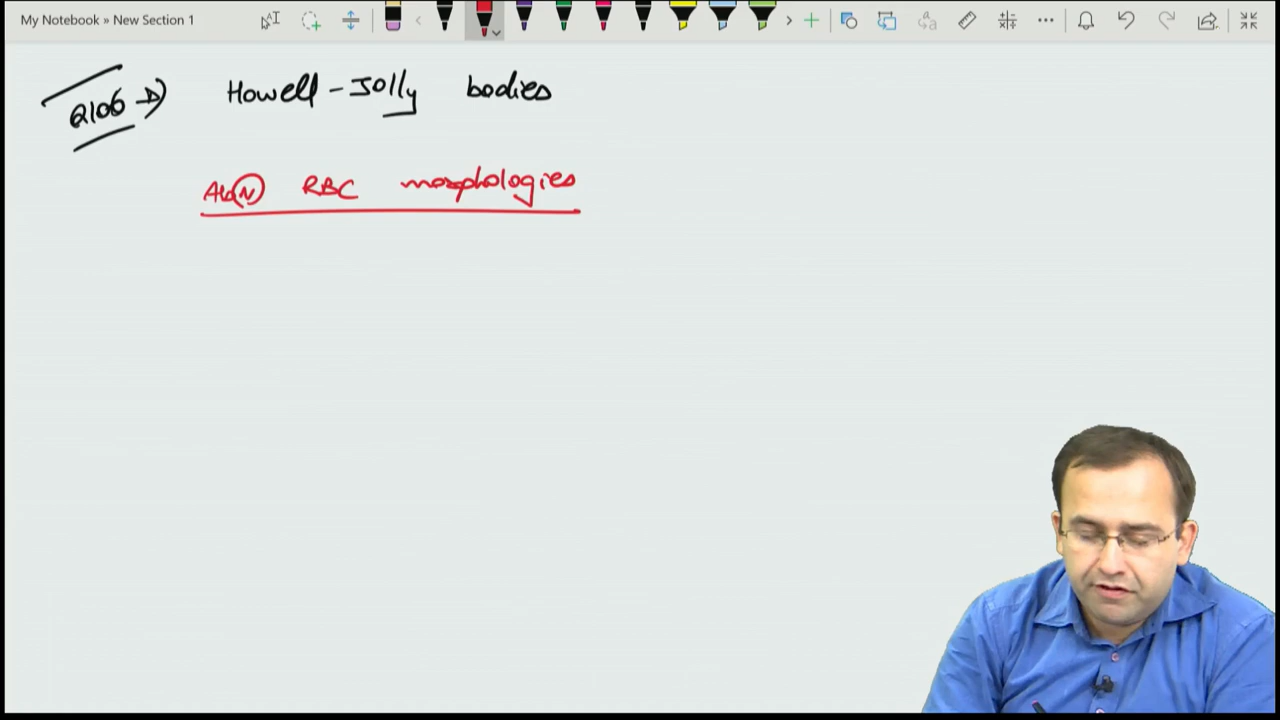 My Notebook » New Section 1
Q106 → Howell-Jolly bodies
AbⓃ RBC morphologies